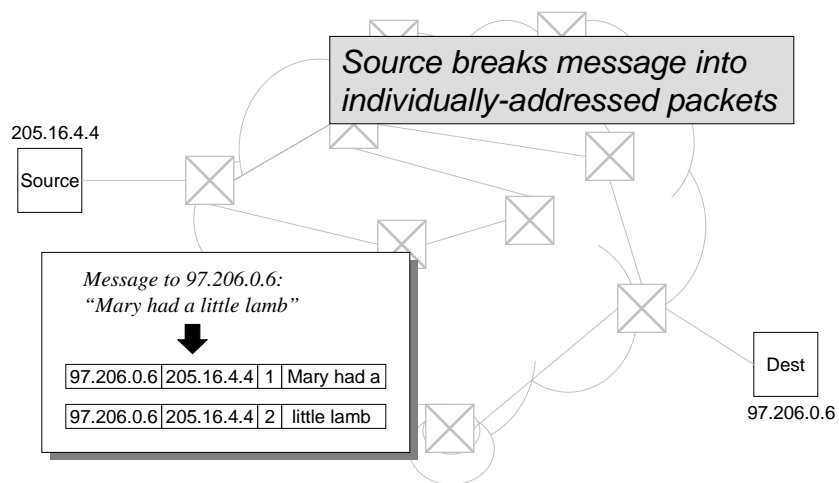 Source breaks message into
individually-addressed packets
205.16.4.4
Source
Message to 97.206.0.6:
“Mary had a little lamb”
97.206.0.6 205.16.4.4 1 Mary had a
97.206.0.6 205.16.4.4 2 little lamb
Dest
97.206.0.6